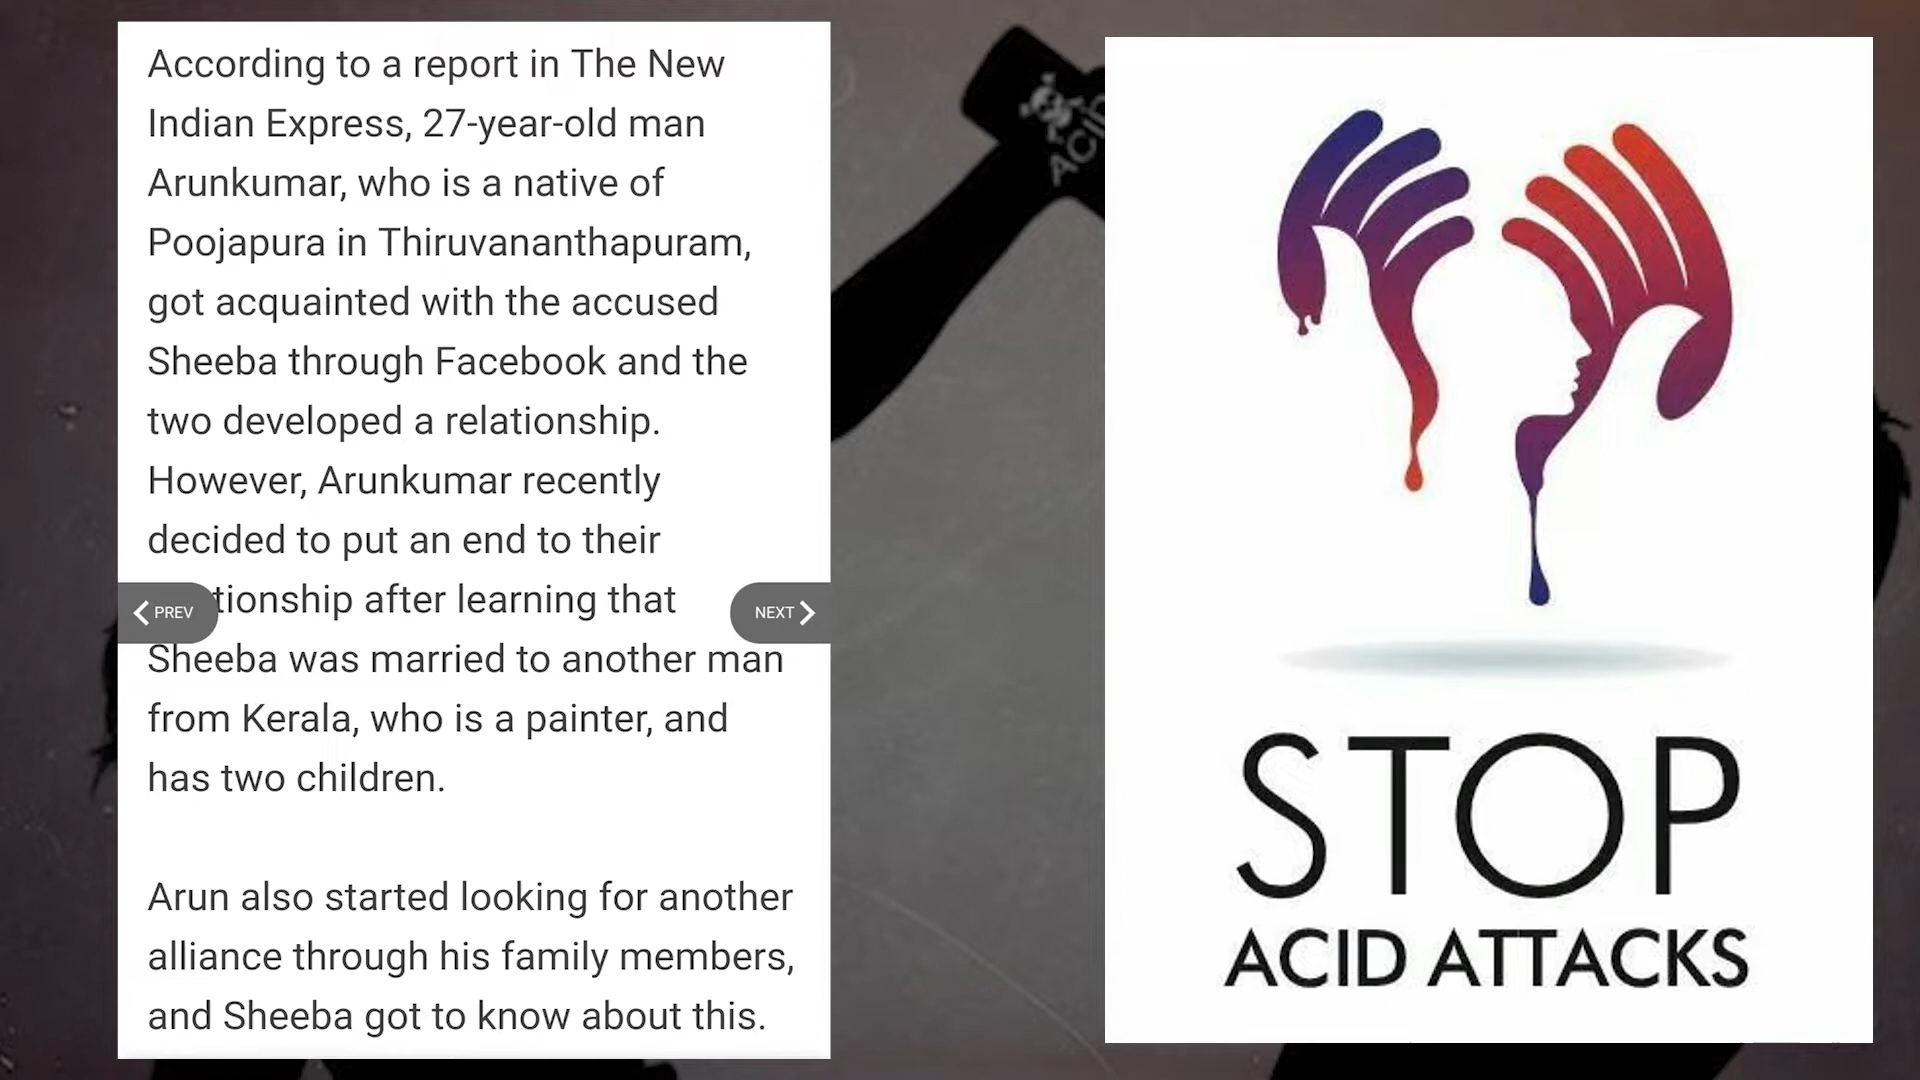 According to a report in The New
Indian Express, 27-year-old man
Arunkumar, who is a native of
Poojapura in Thiruvananthapuram,
got acquainted with the accused
Sheeba through Facebook and the
two developed a relationship.
However, Arunkumar recently
decided to put an end to their
tionship after learning that
Sheeba was married to another man
from Kerala, who is a painter, and
has two children.
Arun also started looking for another
alliance through his family members,
and Sheeba got to know about this.
PREV
NEXT
ACID
STOP
ACID ATTACKS